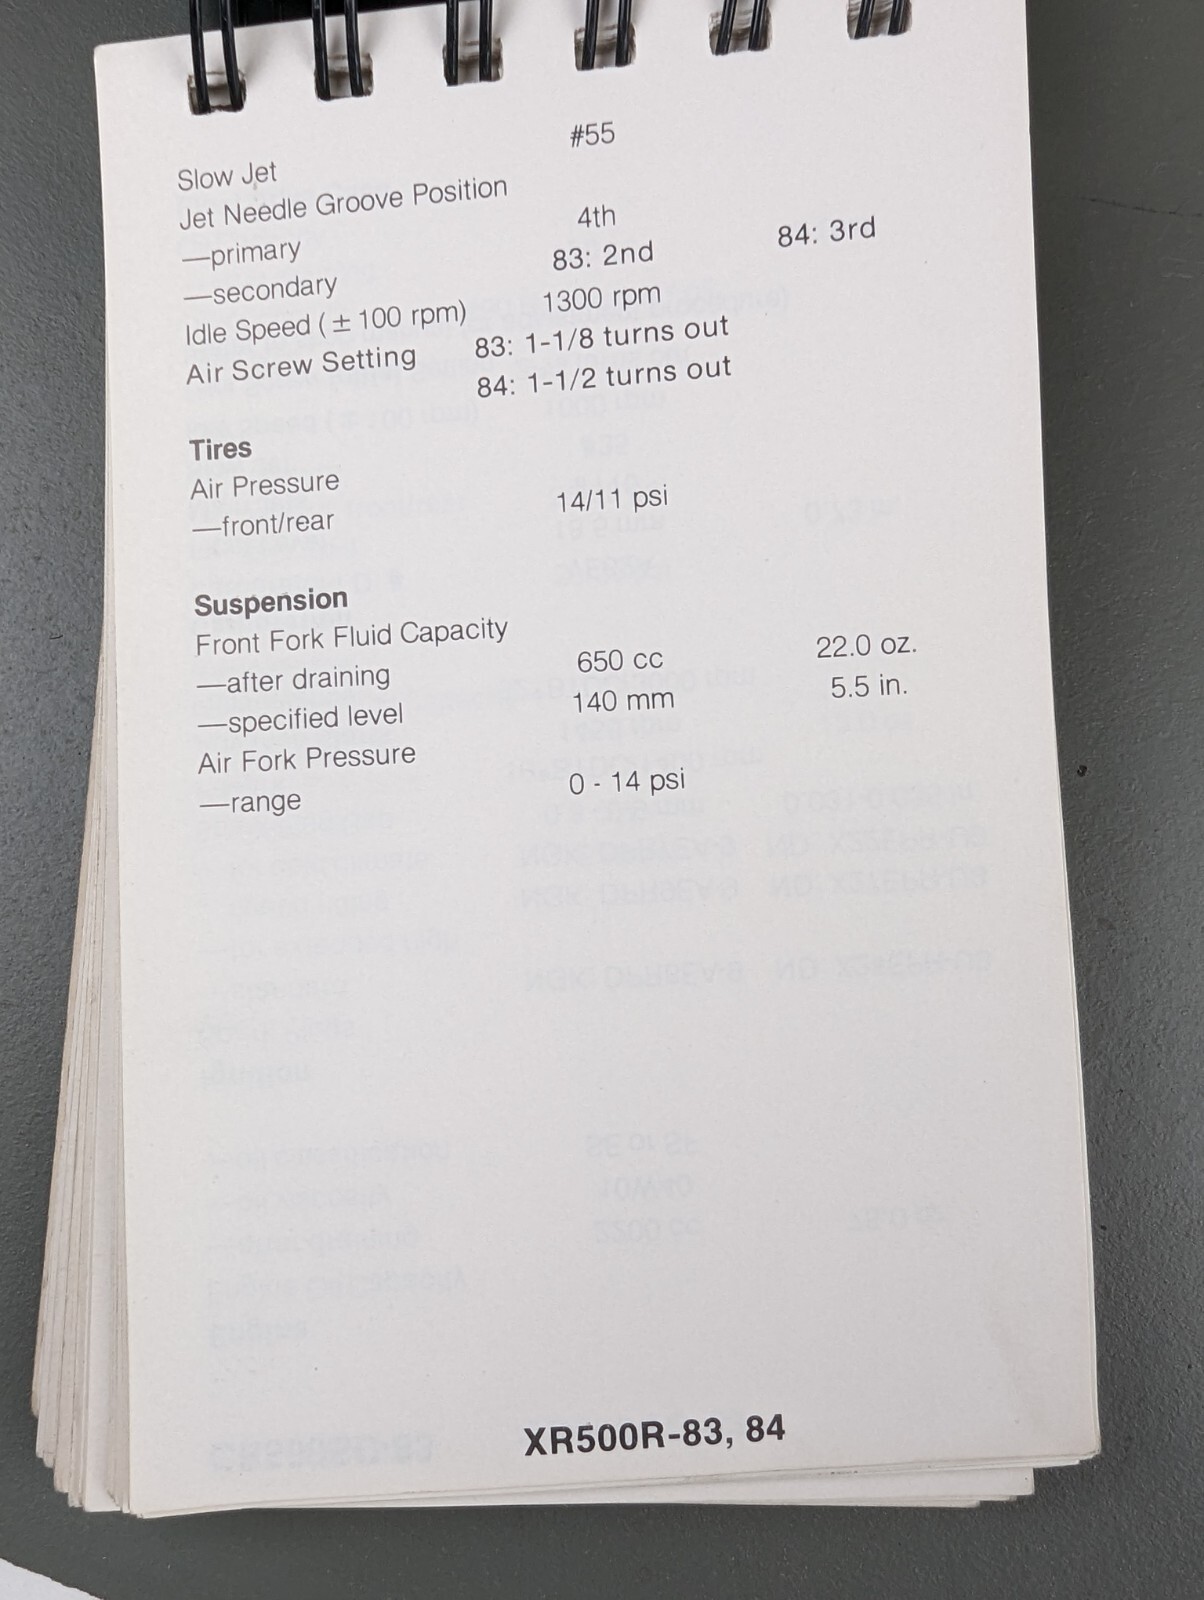 Slow Jet #55
Jet Needle Groove Position
—primary 4th
—secondary 83: 2nd 84: 3rd
Idle Speed (±100 rpm) 1300 rpm
Air Screw Setting 83: 1-1/8 turns out
84: 1-1/2 turns out
Tires
Air Pressure
—front/rear 14/11 psi
Suspension
Front Fork Fluid Capacity
—after draining 650 cc 22.0 oz.
—specified level 140 mm 5.5 in.
Air Fork Pressure
—range 0 - 14 psi
XR500R-83, 84